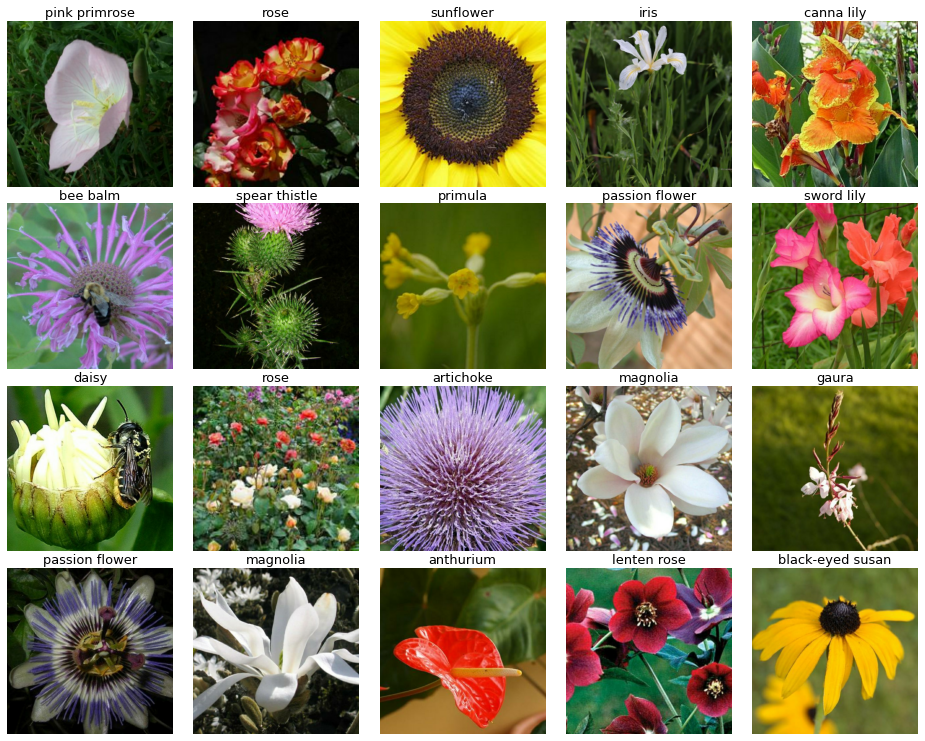 pink primrose
rose
sunflower
iris
canna lily
bee balm
spear thistle
primula
passion flower
sword lily
daisy
rose
artichoke
magnolia
gaura
passion flower
magnolia
anthurium
lenten rose
black-eyed susan